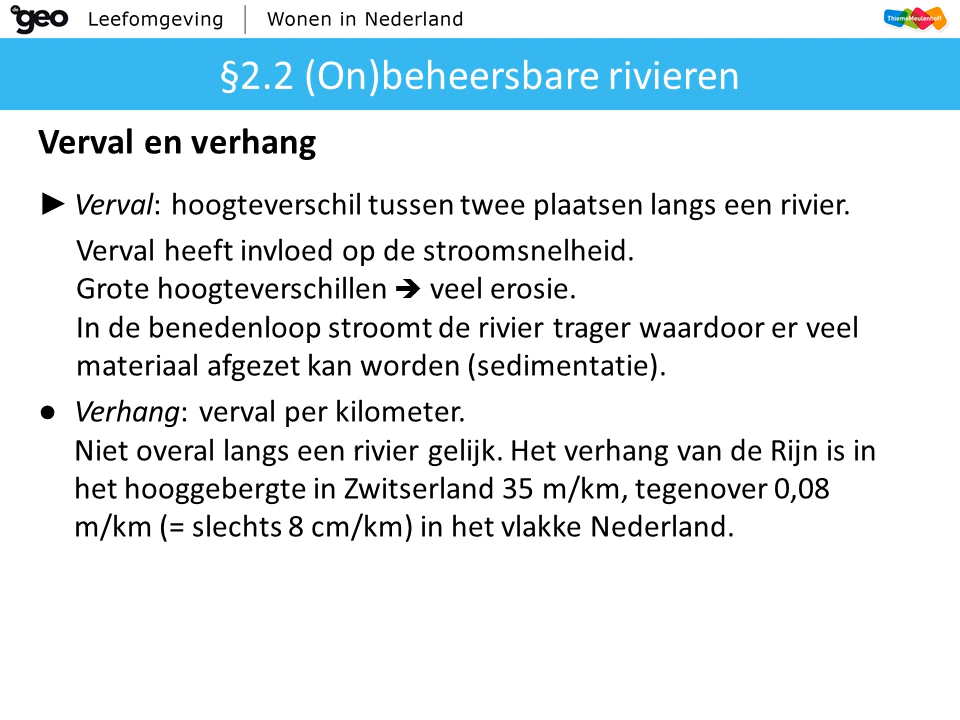 de geo Leefomgeving | Wonen in Nederland ThiemeMeulenhoff
§2.2 (On)beheersbare rivieren
Verval en verhang
► Verval: hoogteverschil tussen twee plaatsen langs een rivier.
Verval heeft invloed op de stroomsnelheid.
Grote hoogteverschillen ➔ veel erosie.
In de benedenloop stroomt de rivier trager waardoor er veel
materiaal afgezet kan worden (sedimentatie).
● Verhang: verval per kilometer.
Niet overal langs een rivier gelijk. Het verhang van de Rijn is in
het hooggebergte in Zwitserland 35 m/km, tegenover 0,08
m/km (= slechts 8 cm/km) in het vlakke Nederland.